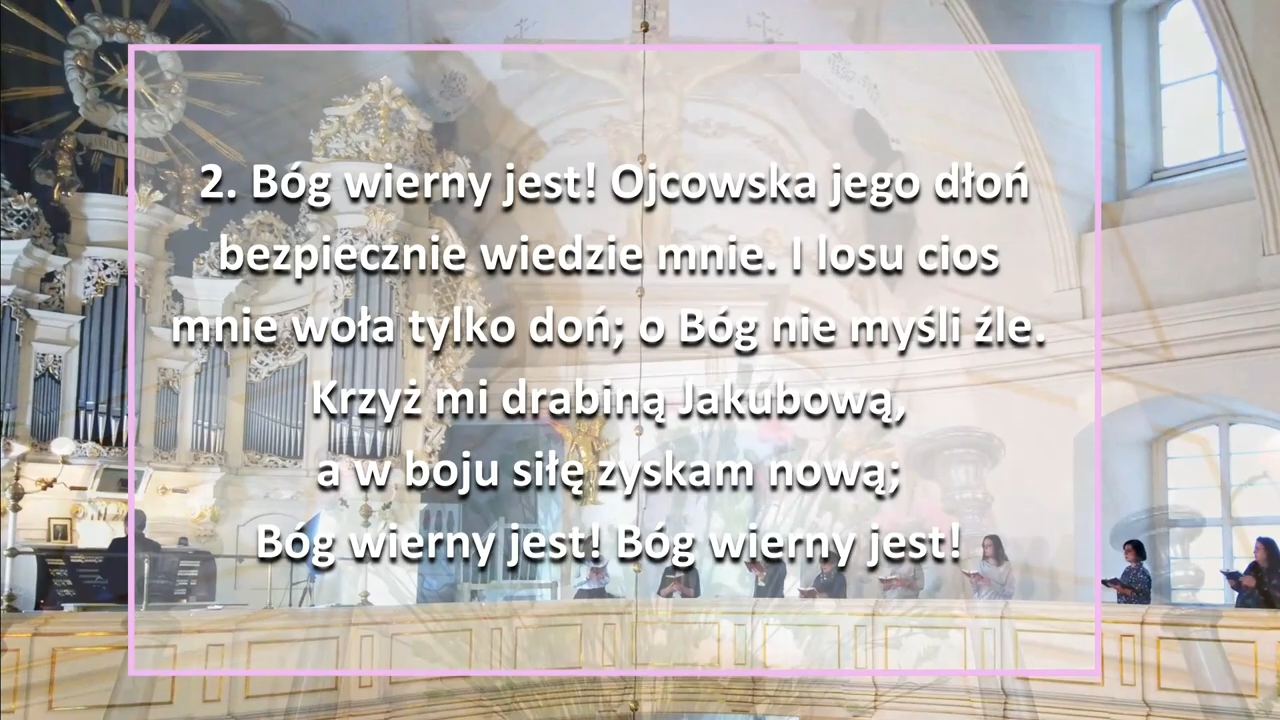 2. Bóg wierny jest! Ojcowska jego dłoń
bezpiecznie wiedzie mnie. I losu cios
mnie woła tylko doń; o Bóg nie myśli źle.
Krzyż mi drabiną Jakubową,
a w boju siłę zyskam nową;
Bóg wierny jest! Bóg wierny jest!